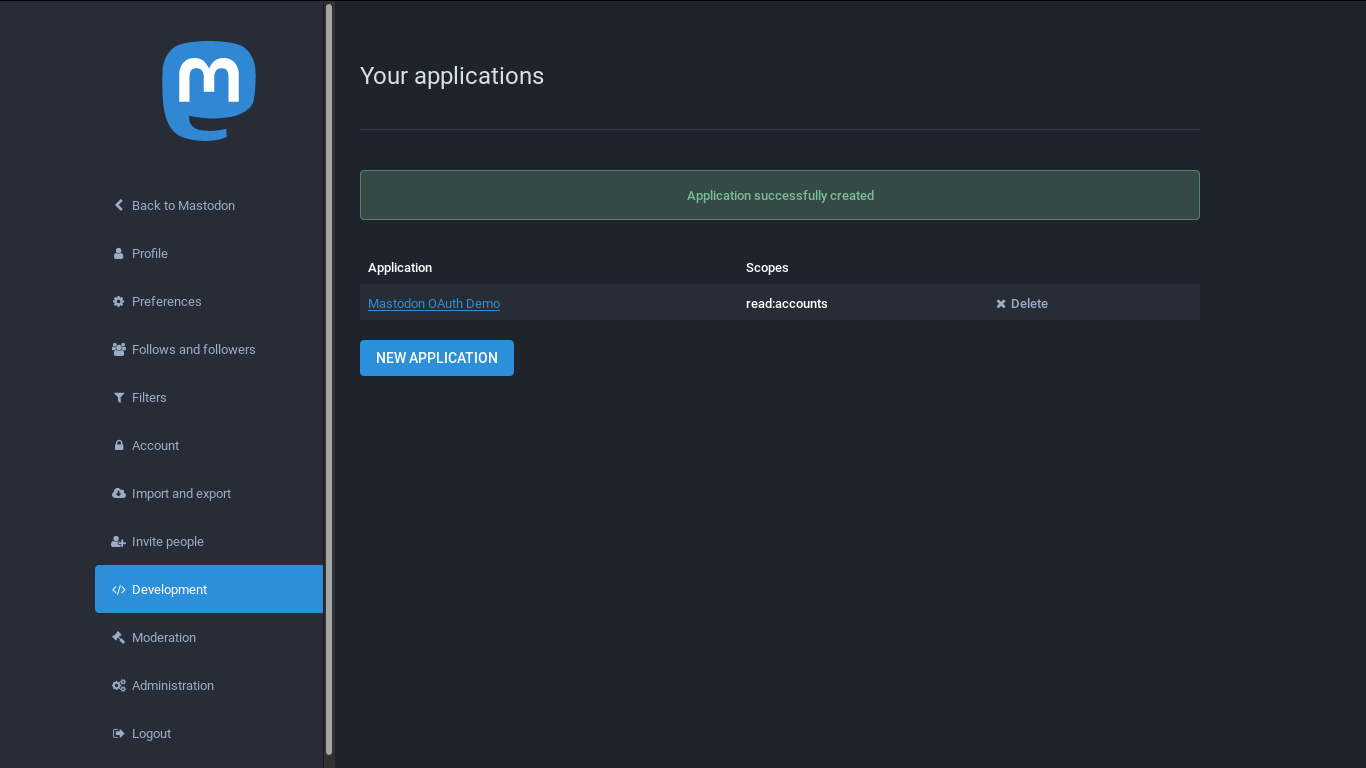 m
Back to Mastodon
Profile
Preferences
Follows and followers
Filters
Account
Import and export
Invite people
Development
Moderation
Administration
Logout
Your applications
Application successfully created
Application Scopes
Mastodon OAuth Demo read:accounts Delete
NEW APPLICATION